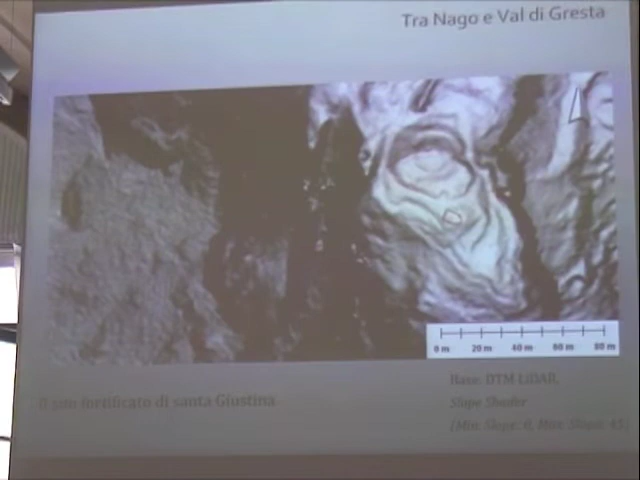 Tra Nago e Val di Gresta
0 m 20 m 40 m 60 m 80 m
Il sito fortificato di santa Giustina
Base: DTM LiDAR,
Slope Shader
[Min. Slope: 0, Max. Slope: 45]